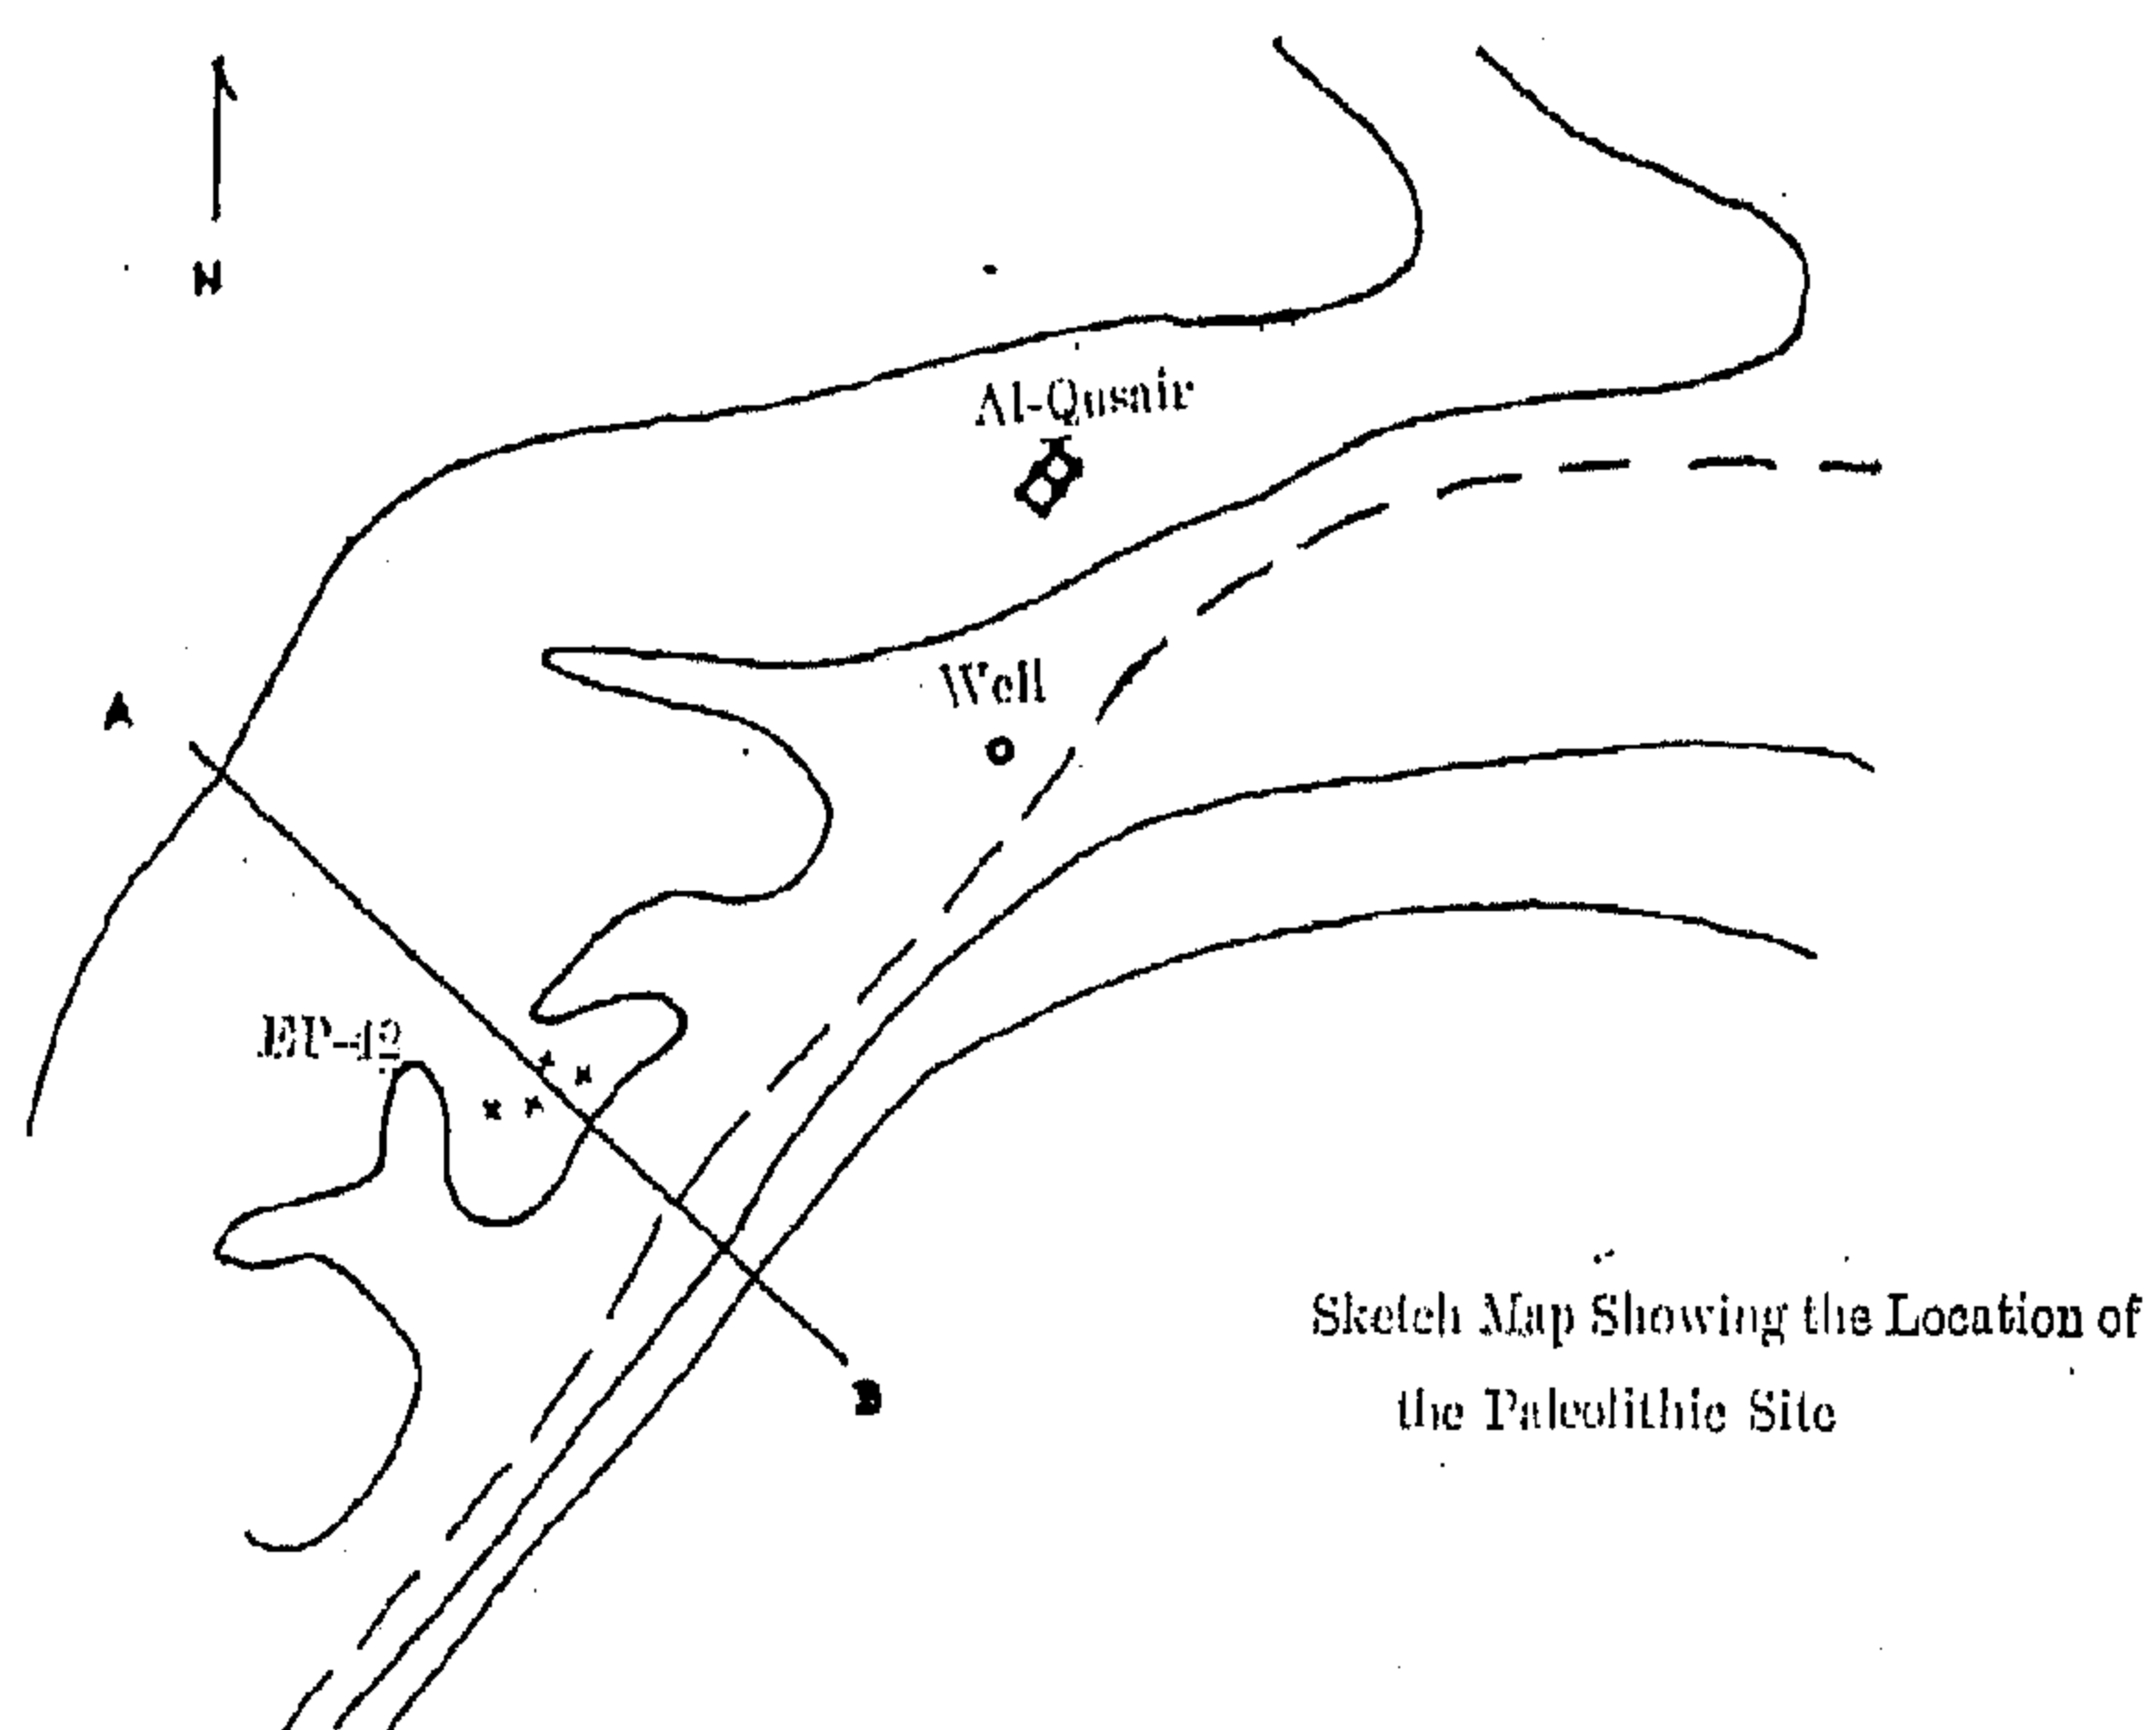 N
Al-Qusair
Well
A
EP-42
B
Sketch Map Showing the Location of
the Paleolithic Site